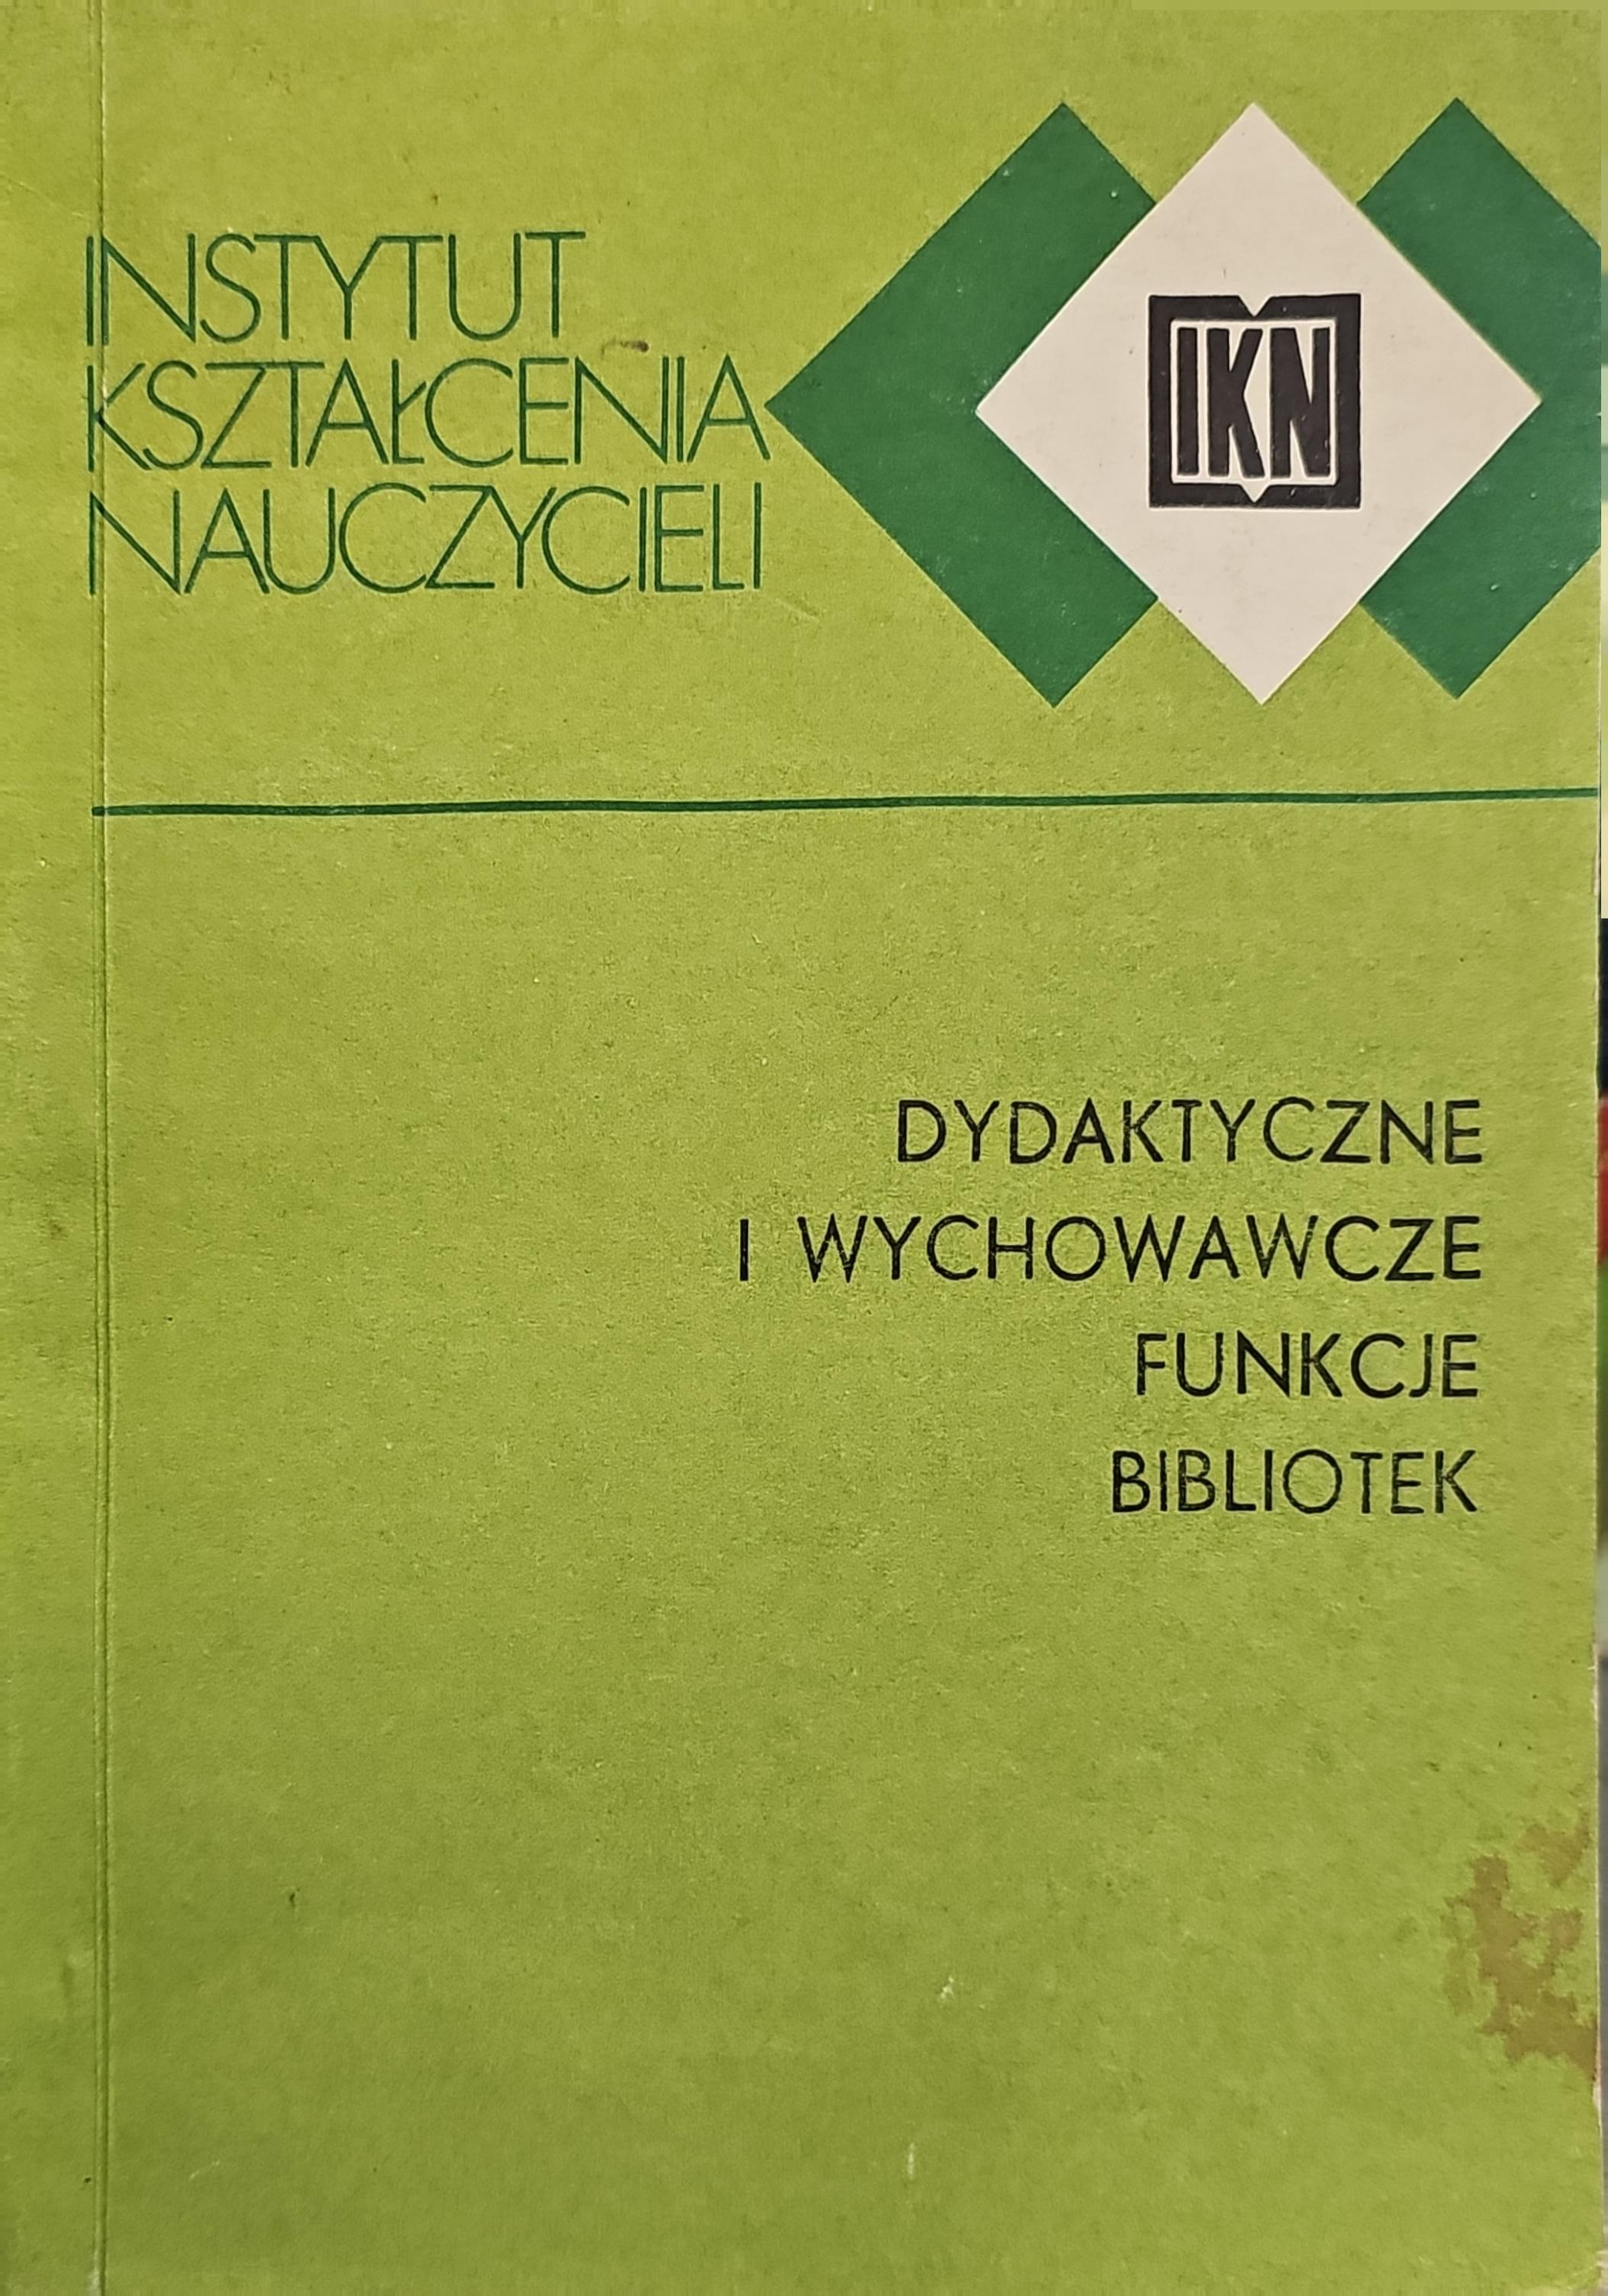 INSTYTUT
KSZTAŁCENIA
NAUCZYCIELI
IKN
DYDAKTYCZNE
I WYCHOWAWCZE
FUNKCJE
BIBLIOTEK